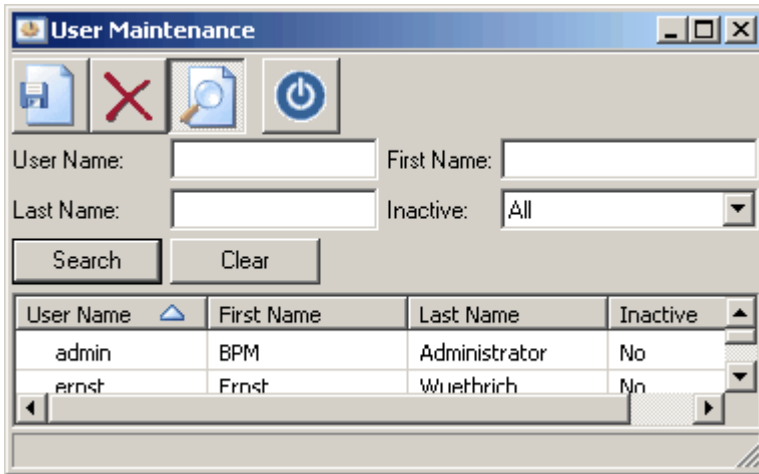 User Maintenance
User Name: First Name:
Last Name: Inactive: All
Search Clear
User Name First Name Last Name Inactive
admin BPM Administrator No
ernst Ernst Wuethrich No